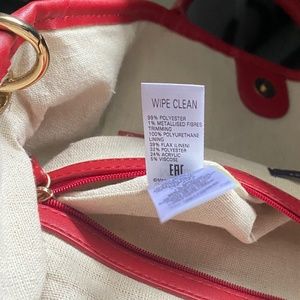 WIPE CLEAN
99% POLYESTER
1% METALLISED FIBRES
TRIMMING
100% POLYURETHANE
LINING
39% FLAX (LINEN)
32% POLYESTER
24% ACRYLIC
5% VISCOSE
EAC